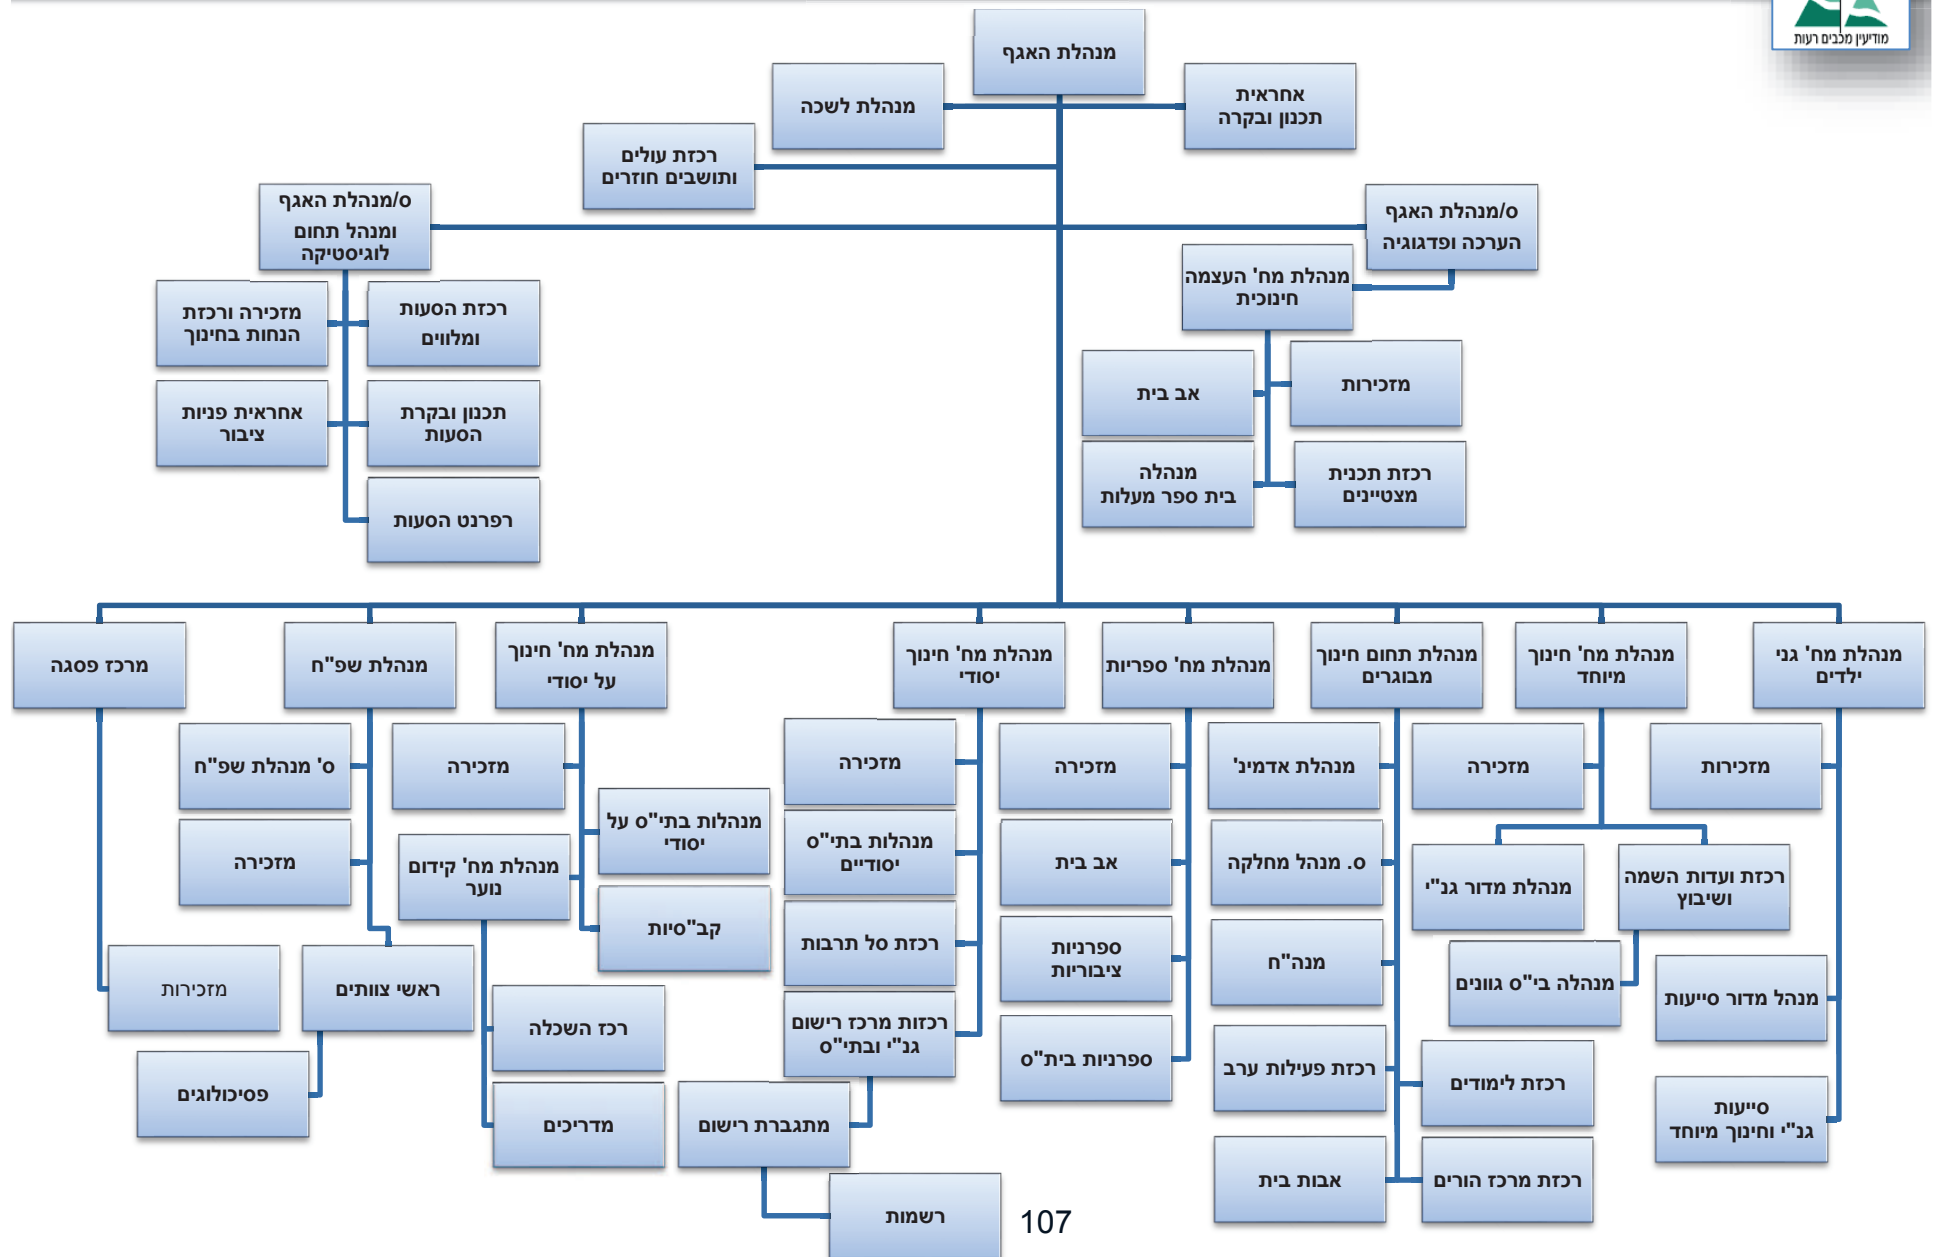 מודיעין מכבים רעות
מנהלת האגף
אחראית
תכנון ובקרה
מנהלת לשכה
רכזת עולים
ותושבים חוזרים
ס/מנהלת האגף
הערכה ופדגוגיה
ס/מנהלת האגף
ומנהל תחום
לוגיסטיקה
מנהלת מח' העצמה
חינוכית
מזכירות
אב בית
רכזת תכנית
מצטיינים
מנהלה
בית ספר מעלות
רכזת הסעות
ומלווים
מזכירה ורכזת
הנחות בחינוך
תכנון ובקרת
הסעות
אחראית פניות
ציבור
רפרנט הסעות
מנהלת מח' גני
ילדים
מזכירות
מנהל מדור סייעות
סייעות
גנ"י וחינוך מיוחד
מנהלת מח' חינוך
מיוחד
מזכירה
רכזת ועדות השמה
ושיבוץ
מנהלת מדור גנ"י
מנהלה בי"ס גוונים
מנהלת תחום חינוך
מבוגרים
מנהלת אדמינ'
ס. מנהל מחלקה
מנה"ח
רכזת פעילות ערב
רכזת לימודים
אבות בית
רכזת מרכז הורים
מנהלת מח' ספריות
מזכירה
אב בית
ספרניות
ציבוריות
ספרניות בית"ס
מנהלת מח' חינוך
יסודי
מזכירה
מנהלות בתי"ס
יסודיים
רכזת סל תרבות
רכזות מרכז רישום
גנ"י ובתי"ס
מתגברת רישום
רשמות
מנהלת מח' חינוך
על יסודי
מזכירה
מנהלות בתי"ס על
יסודי
מנהלת מח' קידום
נוער
קב"סיות
רכז השכלה
מדריכים
מנהלת שפ"ח
ס' מנהלת שפ"ח
מזכירה
ראשי צוותים
פסיכולוגים
מרכז פסגה
מזכירות
107